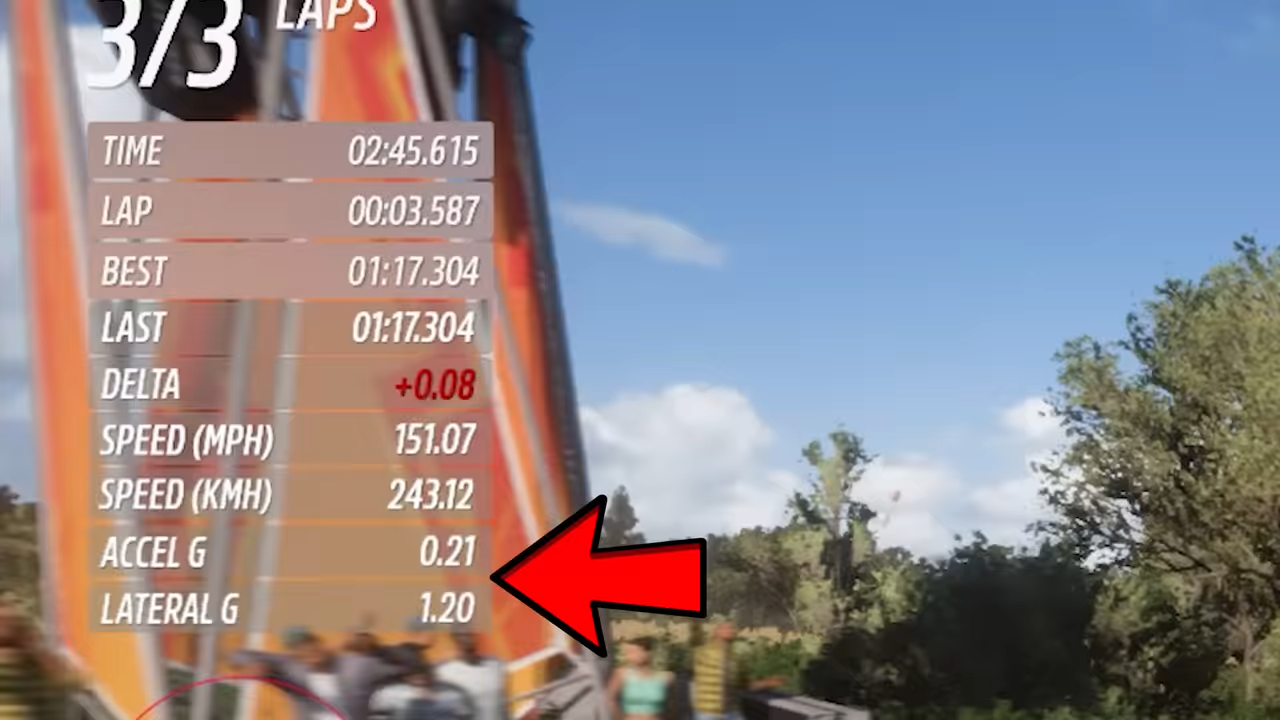 LAPS
3/3
TIME 02:45.615
LAP 00:03.587
BEST 01:17.304
LAST 01:17.304
DELTA +0.08
SPEED (MPH) 151.07
SPEED (KMH) 243.12
ACCEL G 0.21
LATERAL G 1.20